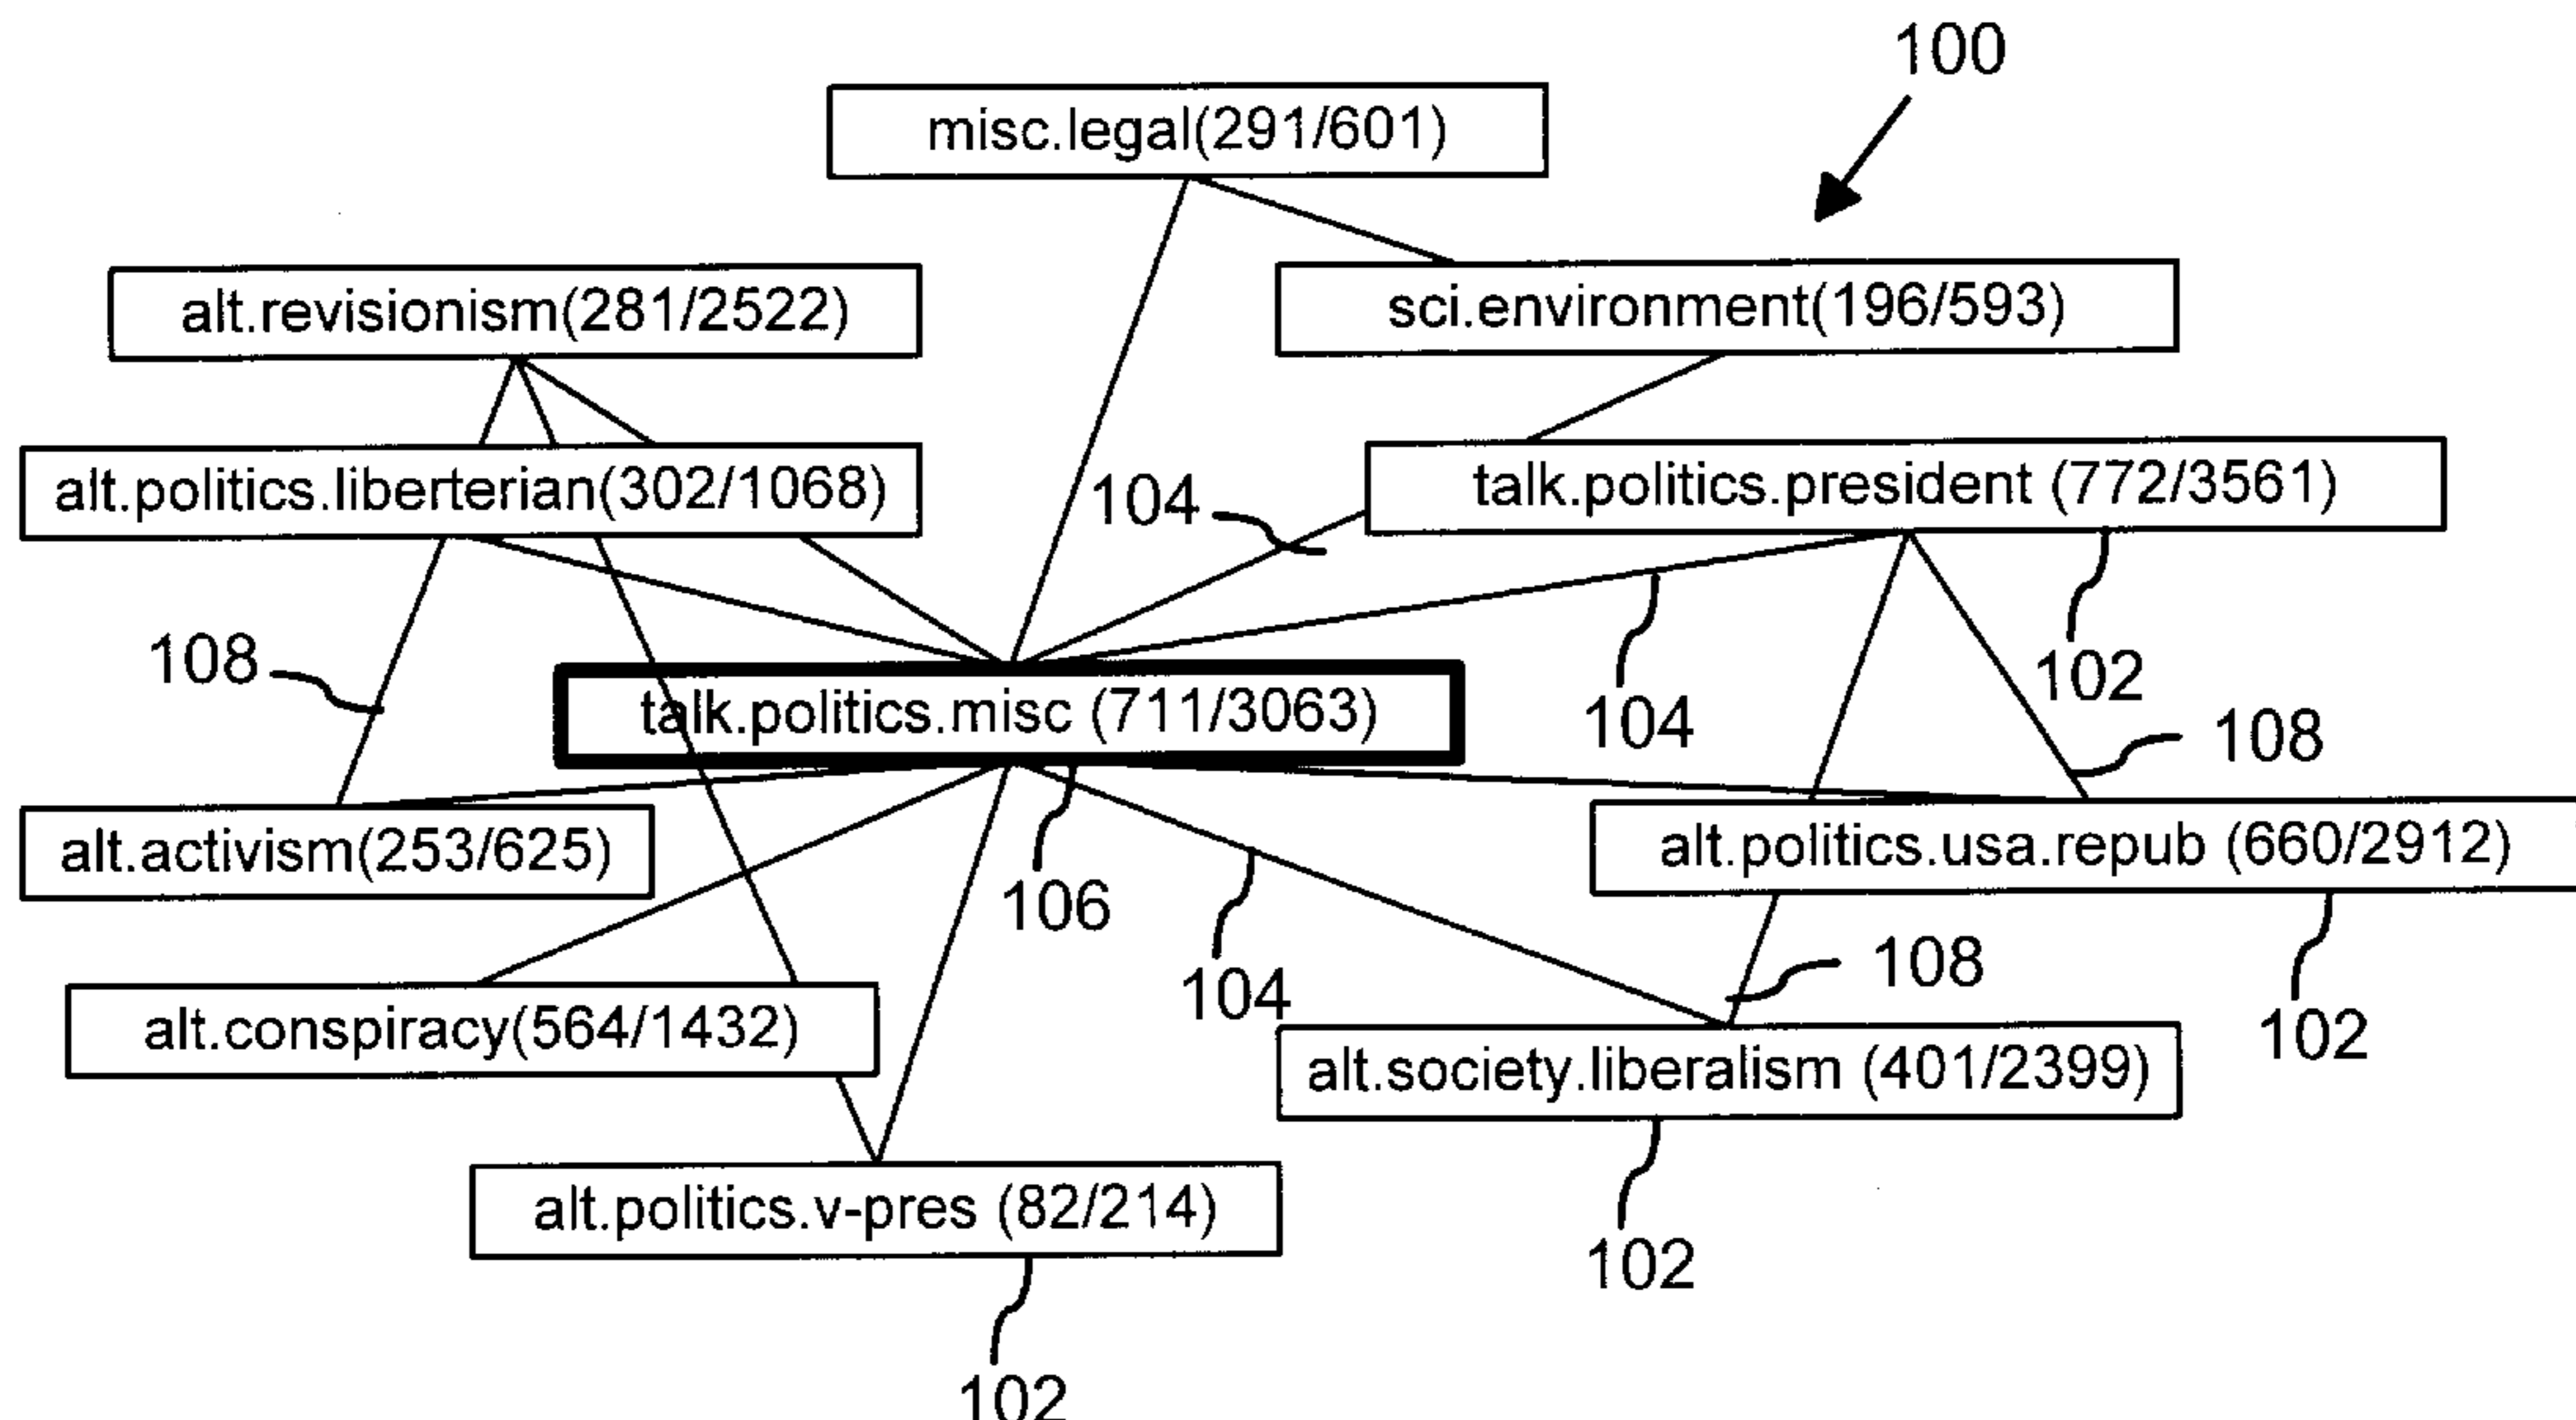 100
misc.legal(291/601)
sci.environment(196/593)
alt.revisionism(281/2522)
talk.politics.president (772/3561)
alt.politics.liberterian(302/1068)
104
108
102
talk.politics.misc (711/3063)
104
108
alt.activism(253/625)
alt.politics.usa.repub (660/2912)
106
108
104
102
alt.conspiracy(564/1432)
alt.society.liberalism (401/2399)
alt.politics.v-pres (82/214)
102
102